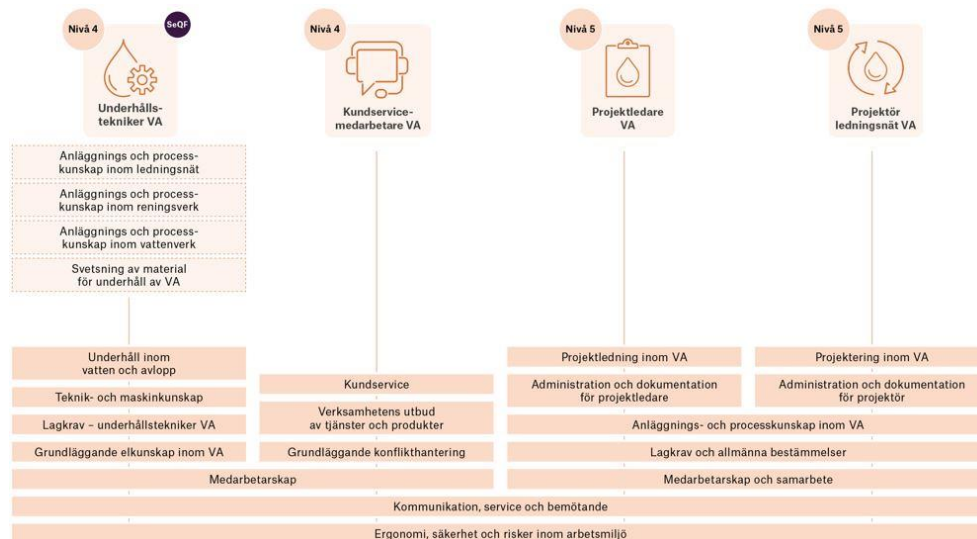 Nivå 4
SeQF
Underhålls-
tekniker VA
Nivå 4
Kundservice-
medarbetare VA
Nivå 5
Projektledare
VA
Nivå 5
Projektör
ledningsnät VA
Anläggnings och process-
kunskap inom ledningsnät
Anläggnings och process-
kunskap inom reningsverk
Anläggnings och process-
kunskap inom vattenverk
Svetsning av material
för underhåll av VA
Underhåll inom
vatten och avlopp
Teknik- och maskinkunskap
Lagkrav – underhållstekniker VA
Grundläggande elkunskap inom VA
Kundservice
Verksamhetens utbud
av tjänster och produkter
Grundläggande konflikthantering
Projektledning inom VA
Administration och dokumentation
för projektledare
Projektering inom VA
Administration och dokumentation
för projektör
Anläggnings- och processkunskap inom VA
Lagkrav och allmänna bestämmelser
Medarbetarskap
Medarbetarskap och samarbete
Kommunikation, service och bemötande
Ergonomi, säkerhet och risker inom arbetsmiljö